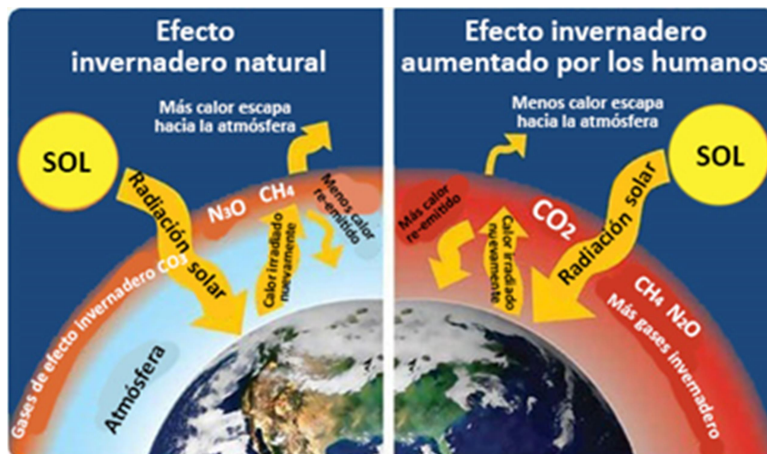 Efecto
invernadero natural
Más calor escapa
hacia la atmósfera
SOL
Radiación solar
N3O CH4
Menos calor
re-emitido
Calor irradiado
nuevamente
Gases de efecto invernadero CO3
Atmósfera
Efecto invernadero
aumentado por los humanos
Menos calor escapa
hacia la atmósfera
SOL
Radiación solar
Más calor
re-emitido
CO2
Calor irradiado
nuevamente
CH4 N2O
Más gases invernadero